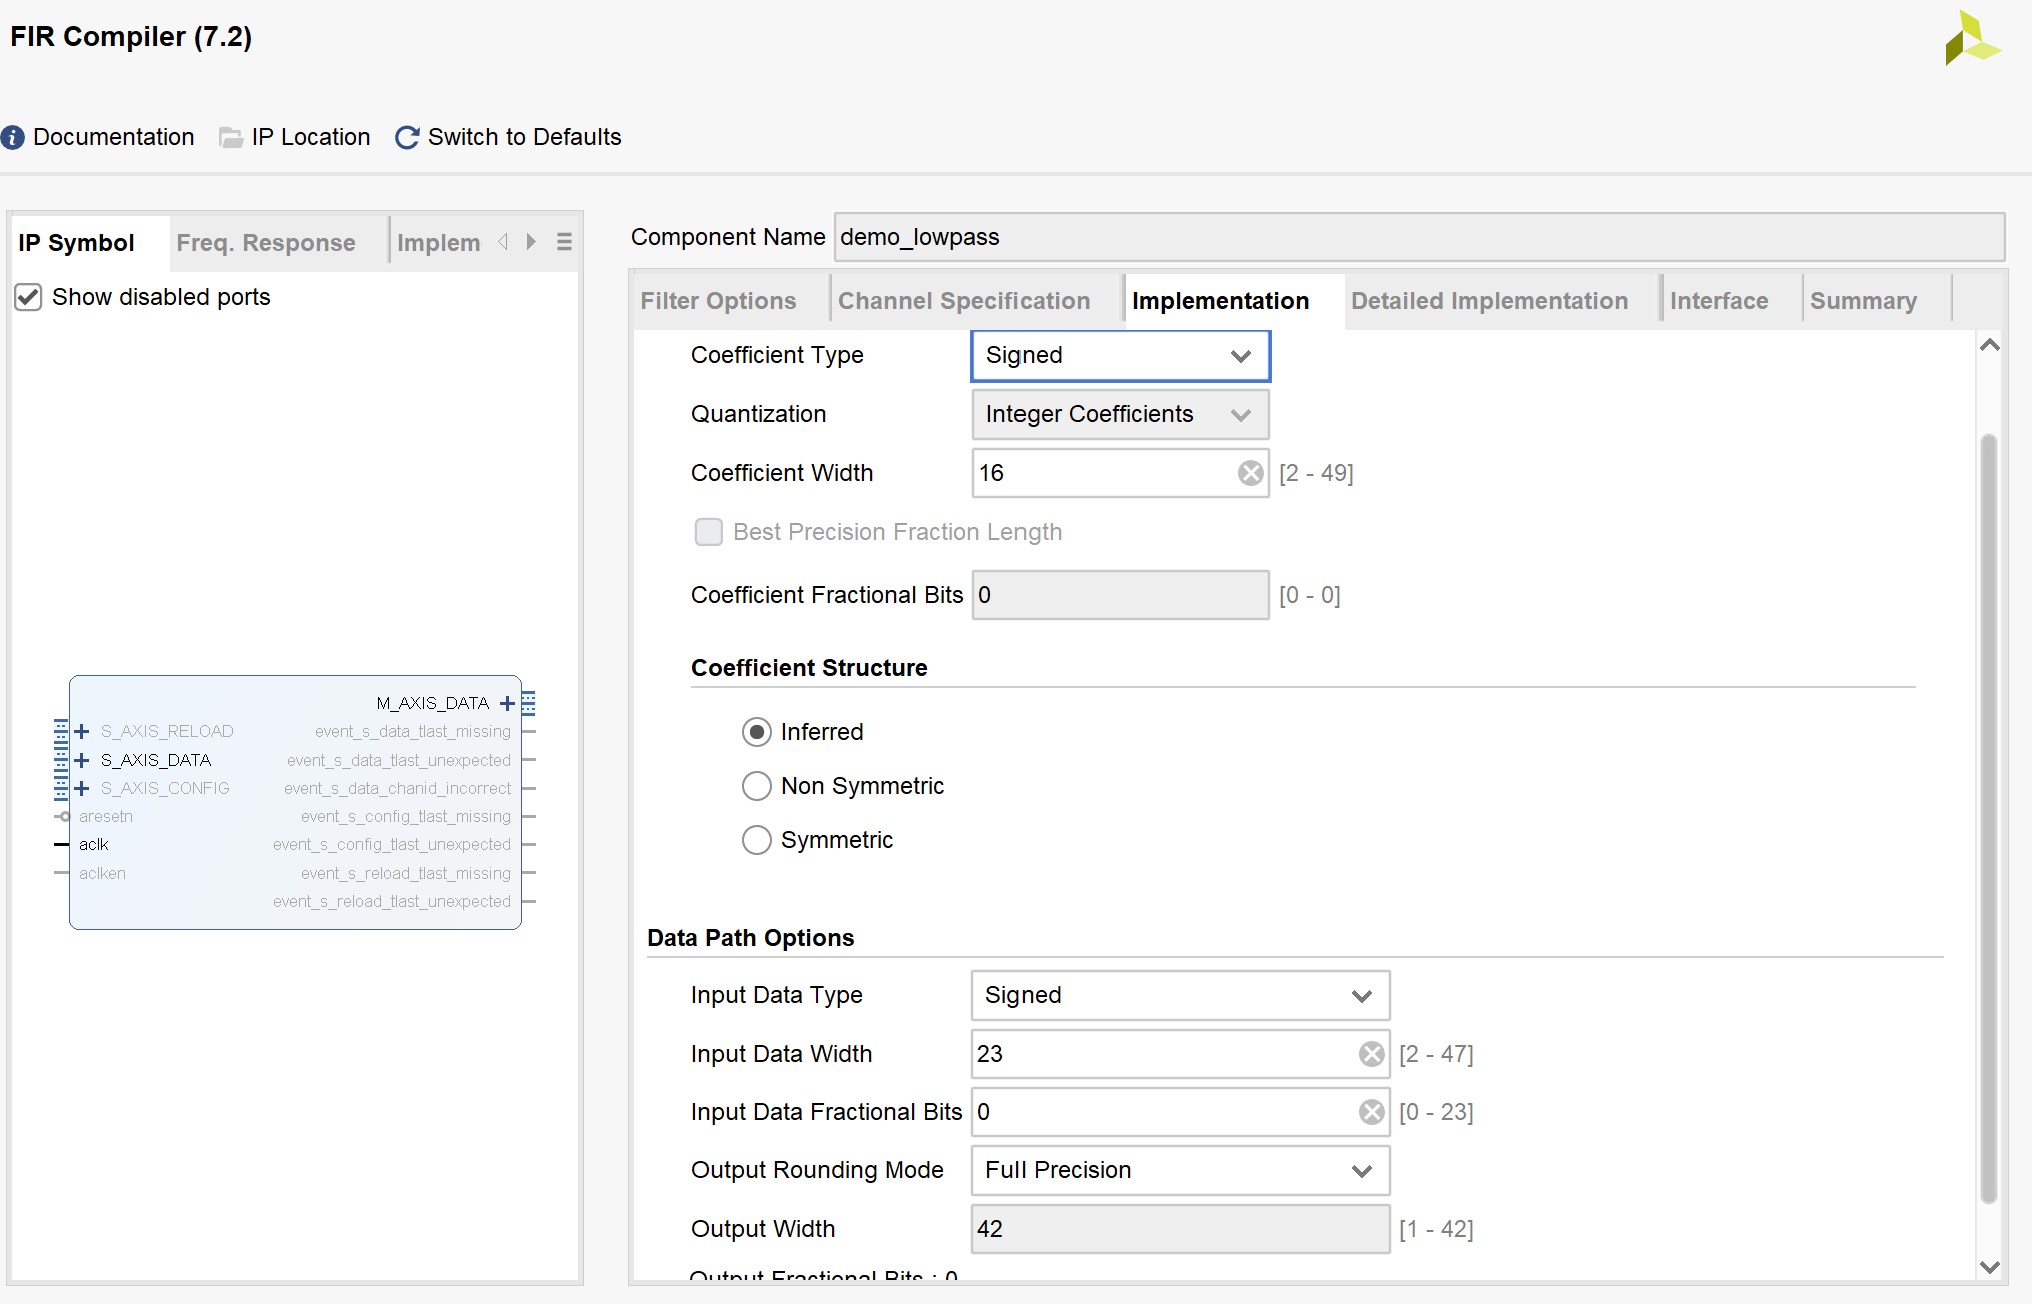 FIR Compiler (7.2)
Documentation IP Location Switch to Defaults
IP Symbol Freq. Response Implem
Show disabled ports
M_AXIS_DATA
S_AXIS_RELOAD event_s_data_tlast_missing
S_AXIS_DATA event_s_data_tlast_unexpected
S_AXIS_CONFIG event_s_data_chanid_incorrect
aresetn event_s_config_tlast_missing
aclk event_s_config_tlast_unexpected
aclken event_s_reload_tlast_missing
event_s_reload_tlast_unexpected
Component Name demo_lowpass
Filter Options Channel Specification Implementation Detailed Implementation Interface Summary
Coefficient Type Signed
Quantization Integer Coefficients
Coefficient Width 16 [2 - 49]
Best Precision Fraction Length
Coefficient Fractional Bits 0 [0 - 0]
Coefficient Structure
Inferred
Non Symmetric
Symmetric
Data Path Options
Input Data Type Signed
Input Data Width 23 [2 - 47]
Input Data Fractional Bits 0 [0 - 23]
Output Rounding Mode Full Precision
Output Width 42 [1 - 42]
Output Fractional Bits : 0